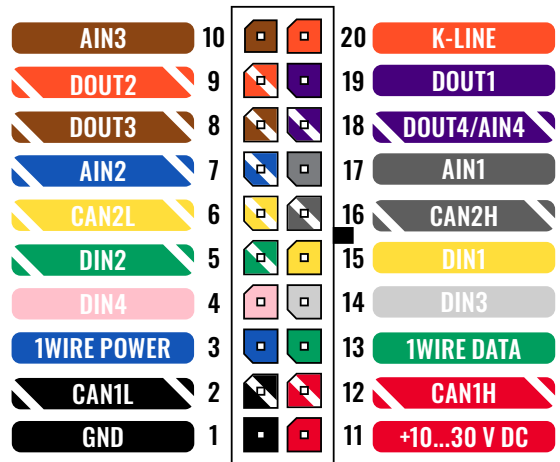 AIN3 10 20 K-LINE
DOUT2 9 19 DOUT1
DOUT3 8 18 DOUT4/AIN4
AIN2 7 17 AIN1
CAN2L 6 16 CAN2H
DIN2 5 15 DIN1
DIN4 4 14 DIN3
1WIRE POWER 3 13 1WIRE DATA
CAN1L 2 12 CAN1H
GND 1 11 +10...30 V DC